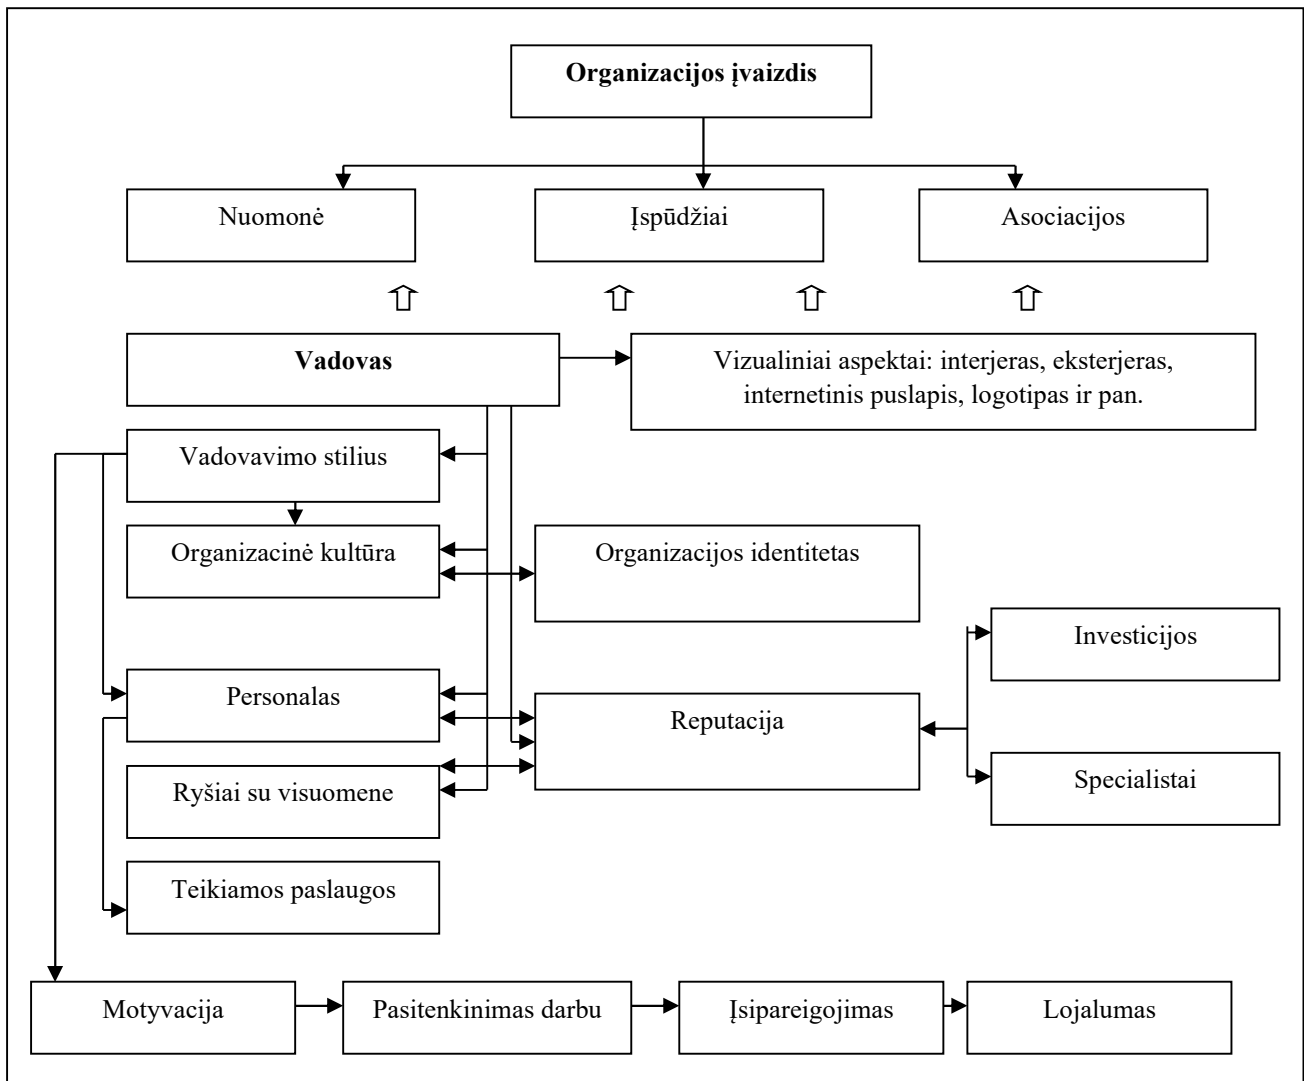 Organizacijos įvaizdis
Nuomonė
Įspūdžiai
Asociacijos
Vadovas
Vizualiniai aspektai: interjeras, eksterjeras,
internetinis puslapis, logotipas ir pan.
Vadovavimo stilius
Organizacinė kultūra
Organizacijos identitetas
Investicijos
Personalas
Reputacija
Specialistai
Ryšiai su visuomene
Teikiamos paslaugos
Motyvacija
Pasitenkinimas darbu
Įsipareigojimas
Lojalumas